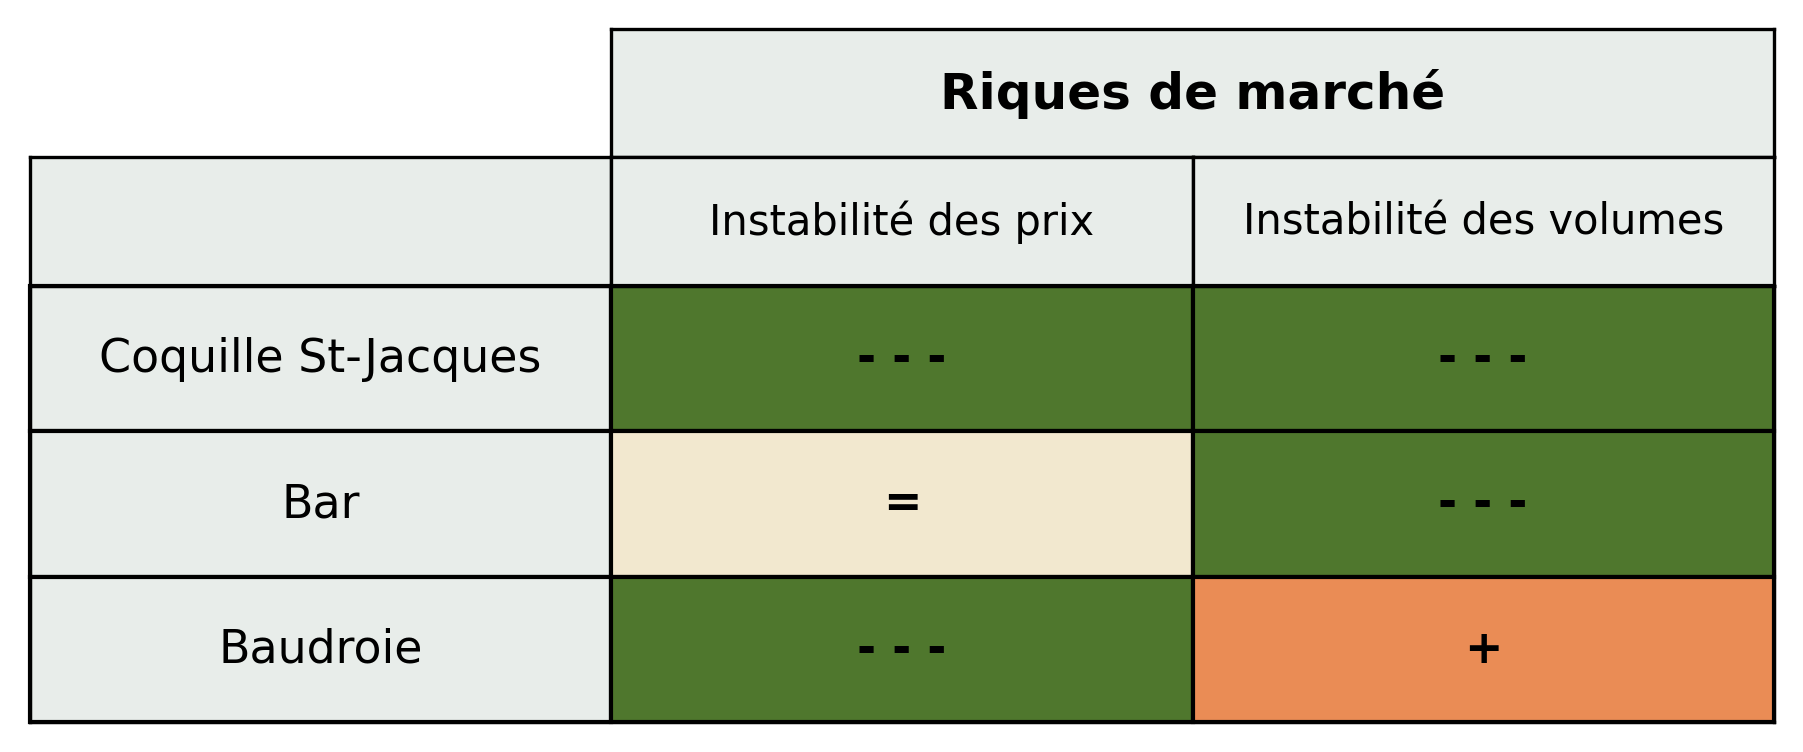 Riques de marché
Instabilité des prix Instabilité des volumes
Coquille St-Jacques - - - - - -
Bar = - - -
Baudroie - - - +